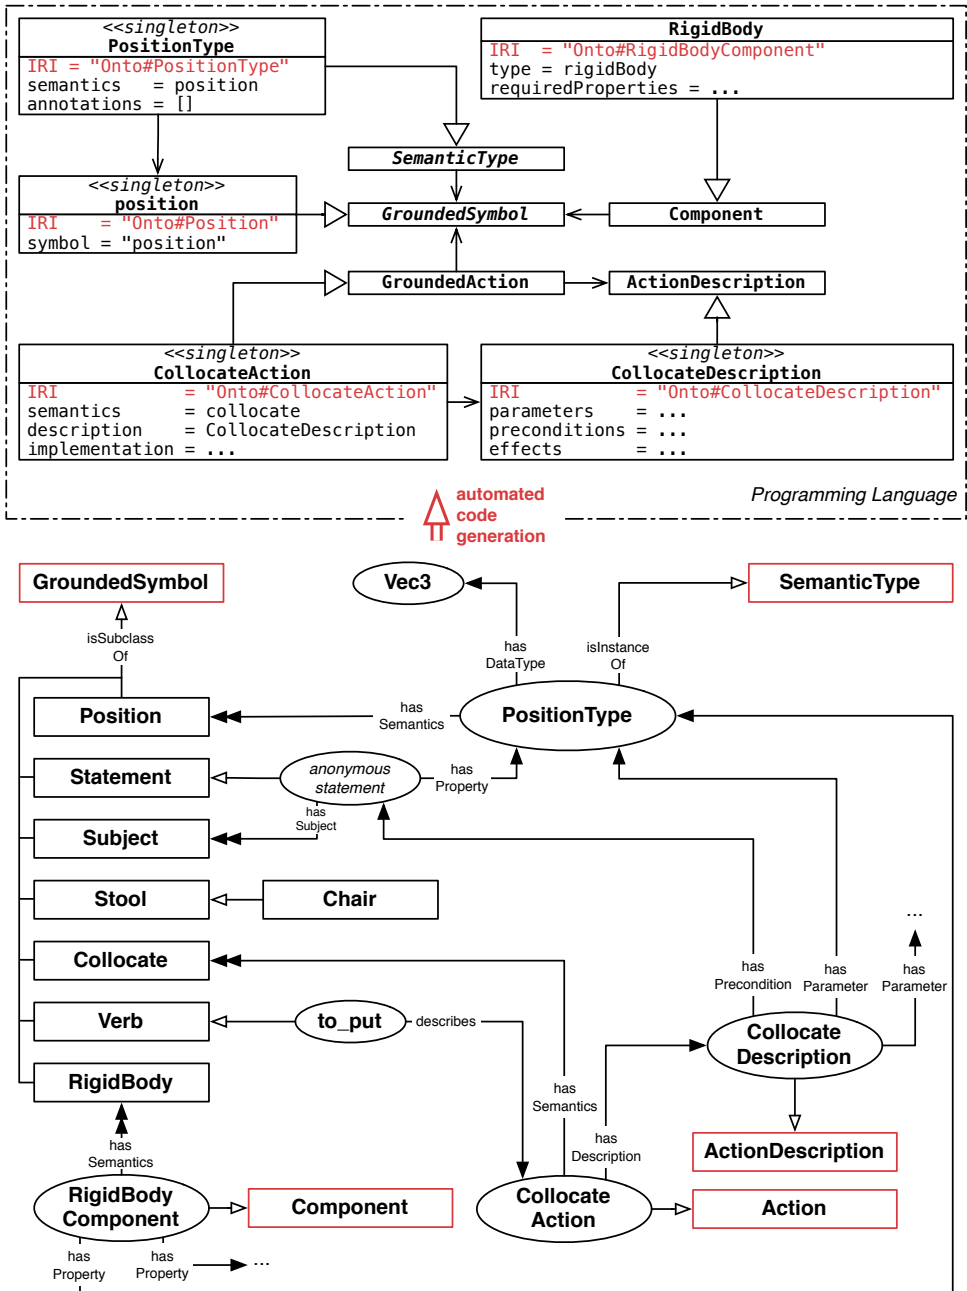 <<singleton>>
PositionType
IRI = "Onto#PositionType"
semantics = position
annotations = []
RigidBody
IRI = "Onto#RigidBodyComponent"
type = rigidBody
requiredProperties = ...
SemanticType
<<singleton>>
position
IRI = "Onto#Position"
symbol = "position"
GroundedSymbol
Component
GroundedAction
ActionDescription
<<singleton>>
CollocateAction
IRI = "Onto#CollocateAction"
semantics = collocate
description = CollocateDescription
implementation = ...
<<singleton>>
CollocateDescription
IRI = "Onto#CollocateDescription"
parameters = ...
preconditions = ...
effects = ...
automated
code
generation
Programming Language
GroundedSymbol
Vec3
SemanticType
isSubclass
Of
has
DataType
isInstance
Of
Position
has
Semantics
PositionType
Statement
anonymous
statement
has
Property
has
Subject
Subject
Stool
Chair
...
Collocate
has
Precondition
has
Parameter
has
Parameter
Verb
to_put
describes
Collocate
Description
RigidBody
has
Semantics
has
Description
has
Semantics
ActionDescription
RigidBody
Component
Component
Collocate
Action
Action
has
Property
has
Property
...